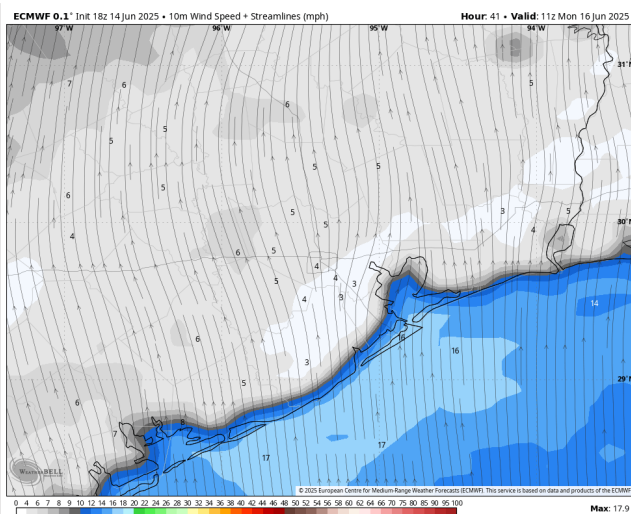 ECMWF 0.1° Init 18z 14 Jun 2025 • 10m Wind Speed + Streamlines (mph) Hour: 41 • Valid: 11z Mon 16 Jun 2025
97°W 96°W 95°W 94°W
31°N
5
7 6
6
5
5
5 5
5
6
5 3 5
30°N
5
4 4
6 5
4
4
5 3
4 3
14
6 16
16
3
29°N
5
6
8
7
17
17
WeatherBELL
© 2025 European Centre for Medium-Range Weather Forecasts (ECMWF). This service is based on data and products of the ECMWF
0 4 6 8 9 10 12 14 16 18 20 22 24 26 28 30 32 34 36 38 40 42 44 46 48 50 52 54 56 58 60 65 70 75 80 85 90 95 100
Max: 17.9